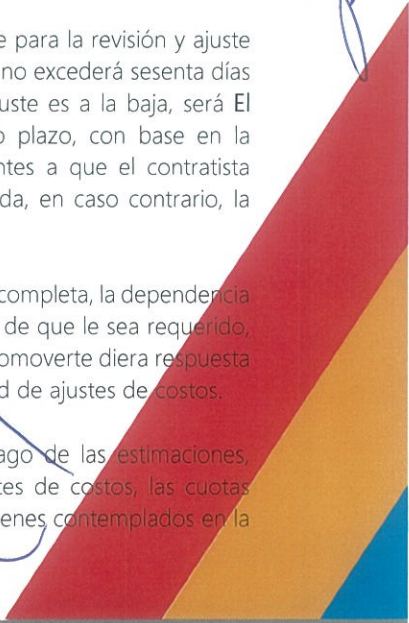 e para la revisión y ajuste
no excederá sesenta días
uste es a la baja, será El
o plazo, con base en la
ntes a que el contratista
da, en caso contrario, la
completa, la dependencia
de que le sea requerido,
omoverte diera respuesta
d de ajustes de costos.
ago de las estimaciones,
tes de costos, las cuotas
enes contemplados en la